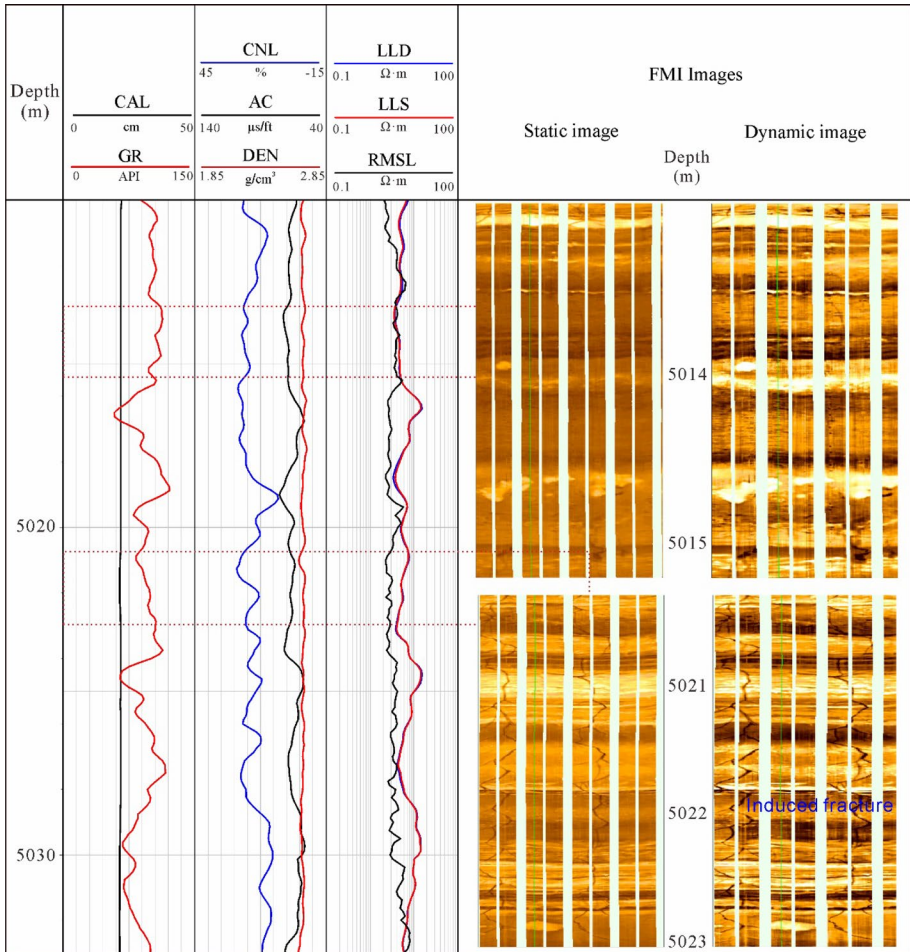 Depth
(m)
CAL
0 50
cm
GR
0 150
API
CNL
45 % -15
AC
140 μs/ft 40
DEN
1.85 g/cm³ 2.85
LLD
0.1 Ω·m 100
LLS
0.1 Ω·m 100
RMSL
0.1 Ω·m 100
FMI Images
Static image
Depth
(m)
Dynamic image
5020
5030
5014
5015
5021
5022
5023
Induced fracture